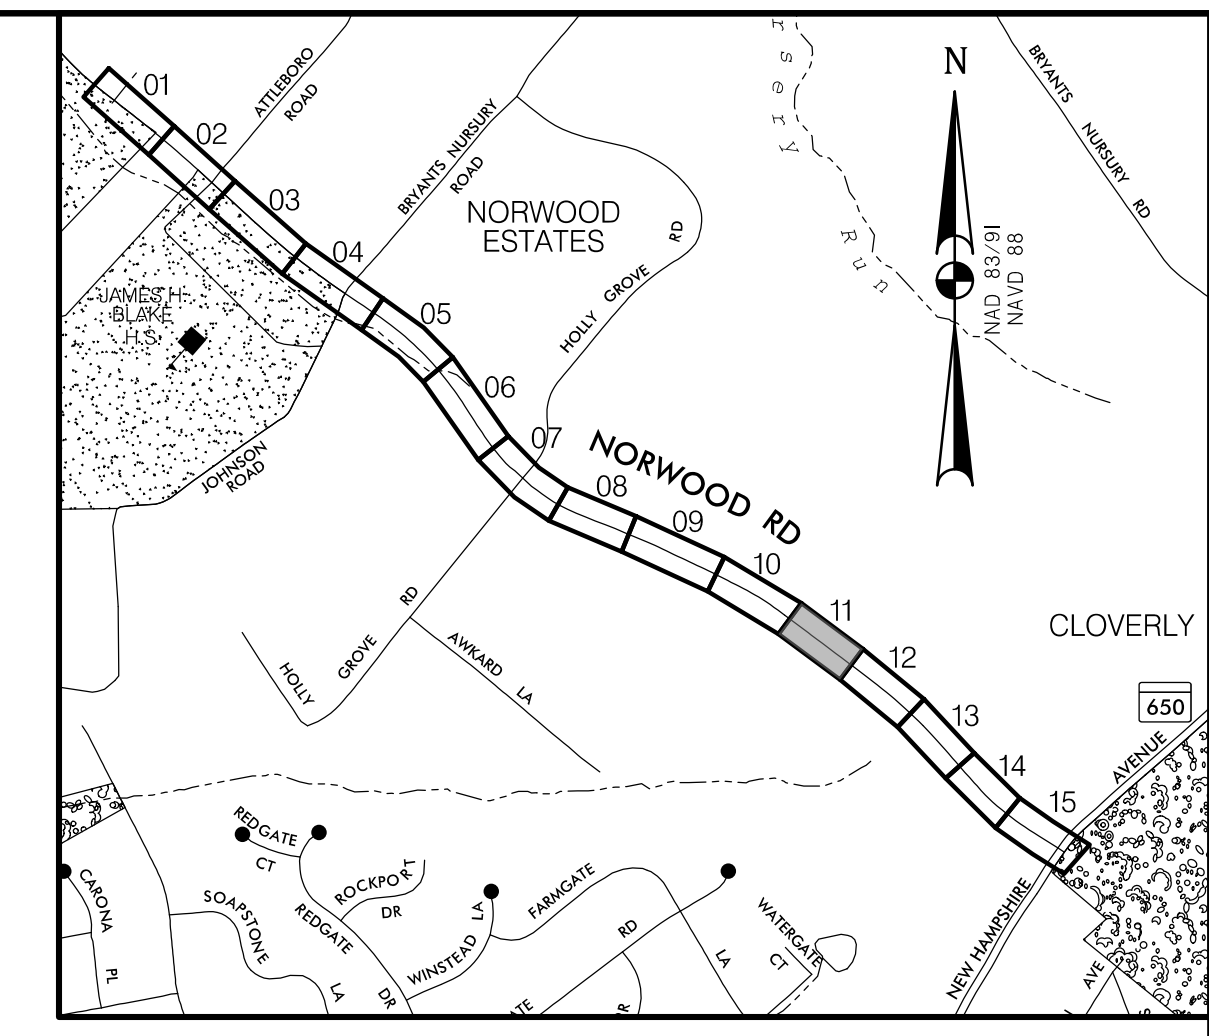 01
02
03
04
05
06
07
08
09
10
11
12
13
14
15
ATTLEBORO
ROAD
BRYANTS NURSURY
ROAD
NORWOOD
ESTATES
HOLLY GROVE RD
rsery Run
N
NAD 83/91
NAVD 88
BRYANTS NURSURY RD
JAMES H.
BLAKE
H.S.
JOHNSON
ROAD
NORWOOD RD
HOLLY GROVE RD
AWKARD LA
CLOVERLY
650
NEW HAMPSHIRE AVENUE
REDGATE
CT
ROCKPORT
DR
SOAPSTONE LA
REDGATE DR
WINSTEAD LA
FARMGATE LA
RD
WATERGATE
CT
CARONA PL
AVE